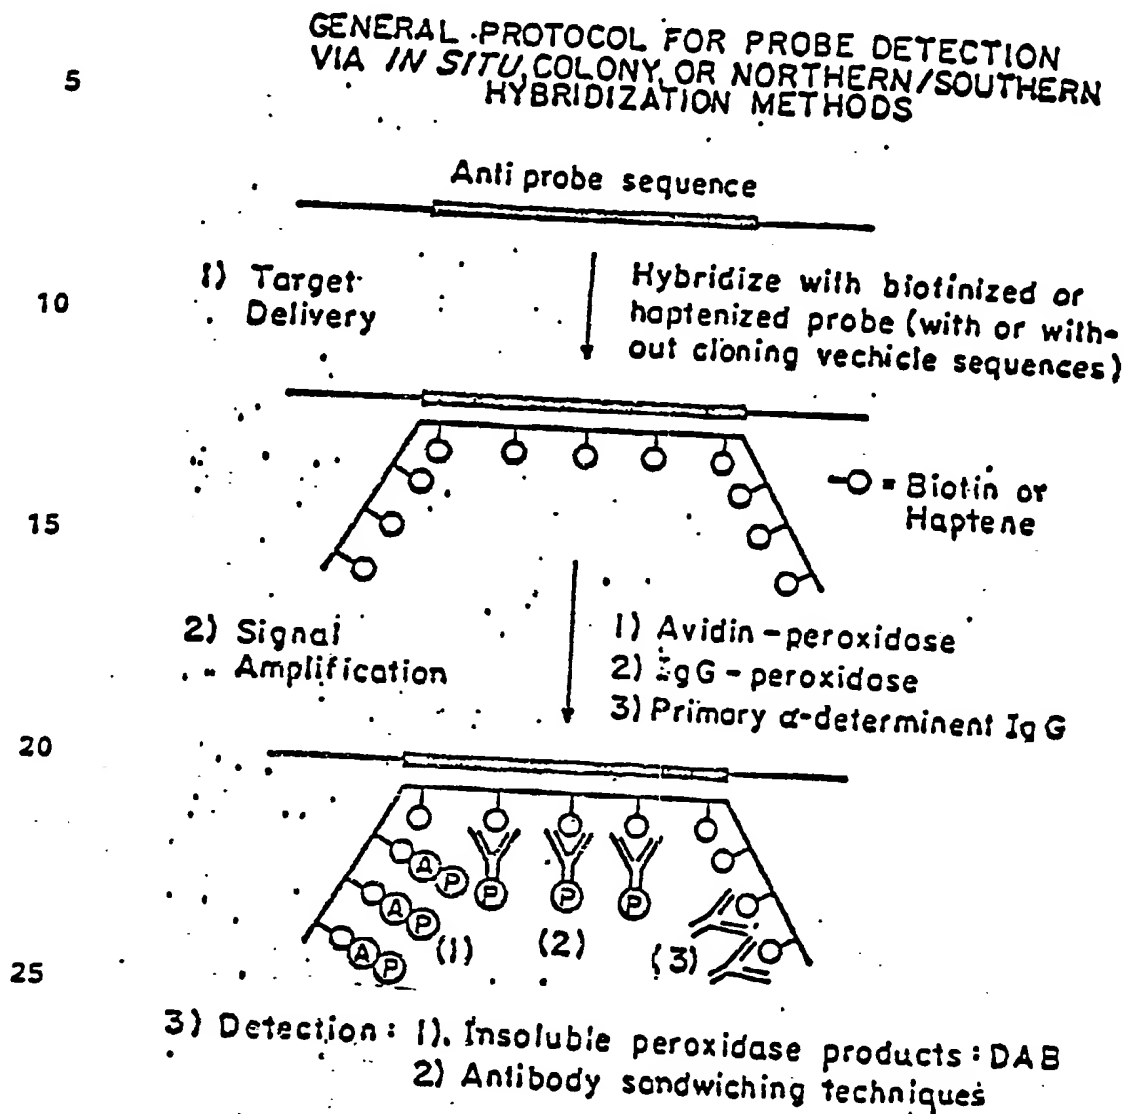 5
GENERAL PROTOCOL FOR PROBE DETECTION
VIA IN SITU, COLONY, OR NORTHERN/SOUTHERN
HYBRIDIZATION METHODS
Anti probe sequence
10
1) Target
Delivery
Hybridize with biotinized or
haptenized probe (with or with-
out cloning vechicle sequences)
15
-O = Biotin or
Haptene
2) Signal
Amplification
1) Avidin-peroxidase
2) IgG-peroxidase
3) Primary α-determinent IgG
20
A P
P P P
A P
(1) (2) (3)
A P
25
3) Detection: 1). Insoluble peroxidase products: DAB
2) Antibody sandwiching techniques